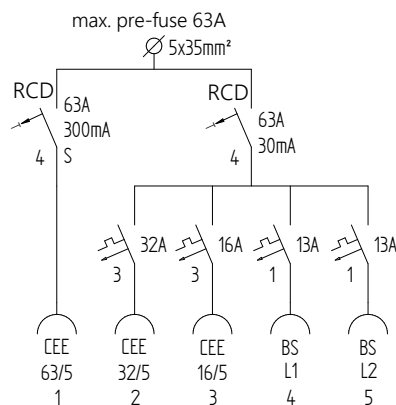 max. pre-fuse 63A
5x35mm²
RCD
63A
300mA
4 S
RCD
63A
30mA
4
32A
3
16A
3
13A
1
13A
1
CEE
63/5
1
CEE
32/5
2
CEE
16/5
3
BS
L1
4
BS
L2
5